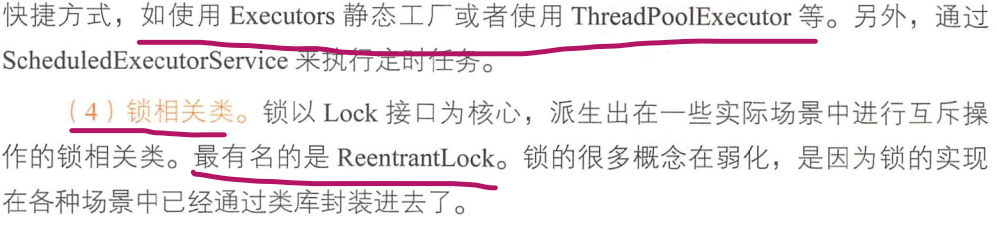 快捷方式，如使用 Executors 静态工厂或者使用 ThreadPoolExecutor 等。另外，通过
ScheduledExecutorService 来执行定时任务。
（4）锁相关类。锁以 Lock 接口为核心，派生出在一些实际场景中进行互斥操
作的锁相关类。最有名的是 ReentrantLock。锁的很多概念在弱化，是因为锁的实现
在各种场景中已经通过类库封装进去了。